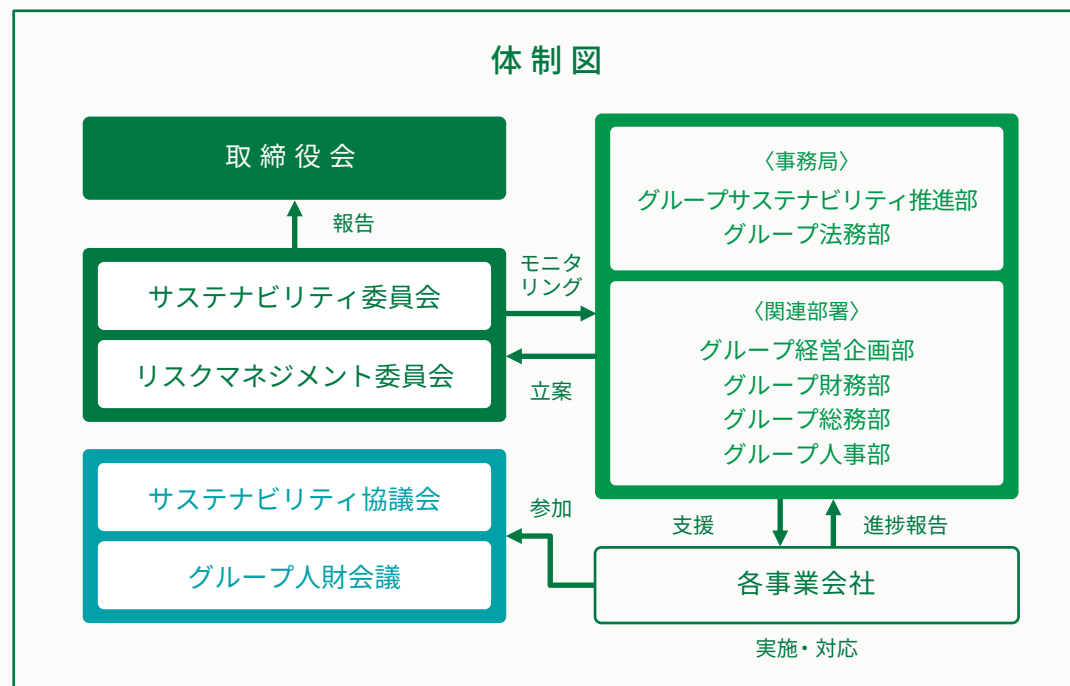 体制図
取締役会
報告
サステナビリティ委員会
リスクマネジメント委員会
モニタ
リング
立案
〈事務局〉
グループサステナビリティ推進部
グループ法務部
〈関連部署〉
グループ経営企画部
グループ財務部
グループ総務部
グループ人事部
サステナビリティ協議会
グループ人財会議
参加
支援
進捗報告
各事業会社
実施・対応